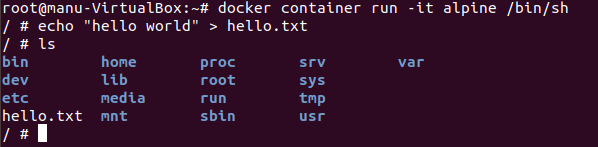 root@manu-VirtualBox:~# docker container run -it alpine /bin/sh
/ # echo "hello world" > hello.txt
/ # ls
bin home proc srv var
dev lib root sys
etc media run tmp
hello.txt mnt sbin usr
/ #